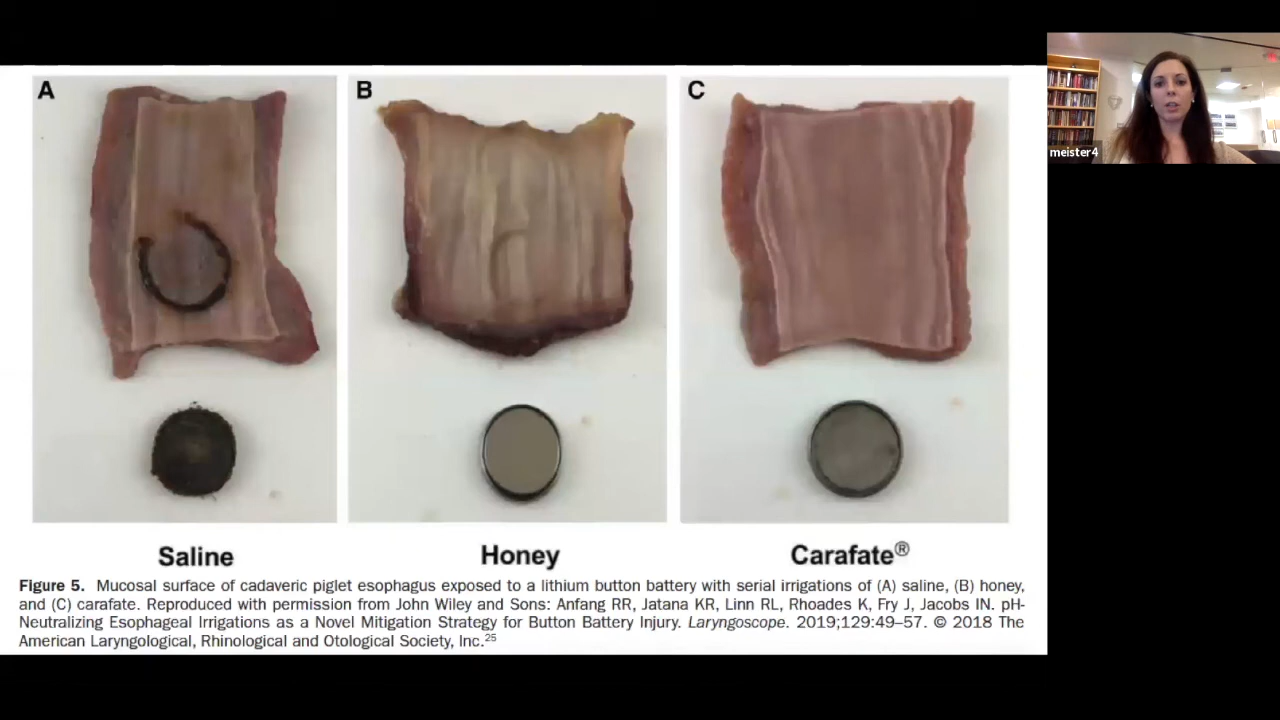 A
B
C
meister4
Saline
Honey
Carafate®
Figure 5. Mucosal surface of cadaveric piglet esophagus exposed to a lithium button battery with serial irrigations of (A) saline, (B) honey,
and (C) carafate. Reproduced with permission from John Wiley and Sons: Anfang RR, Jatana KR, Linn RL, Rhoades K, Fry J, Jacobs IN. pH-
Neutralizing Esophageal Irrigations as a Novel Mitigation Strategy for Button Battery Injury. Laryngoscope. 2019;129:49–57. © 2018 The
American Laryngological, Rhinological and Otological Society, Inc.25